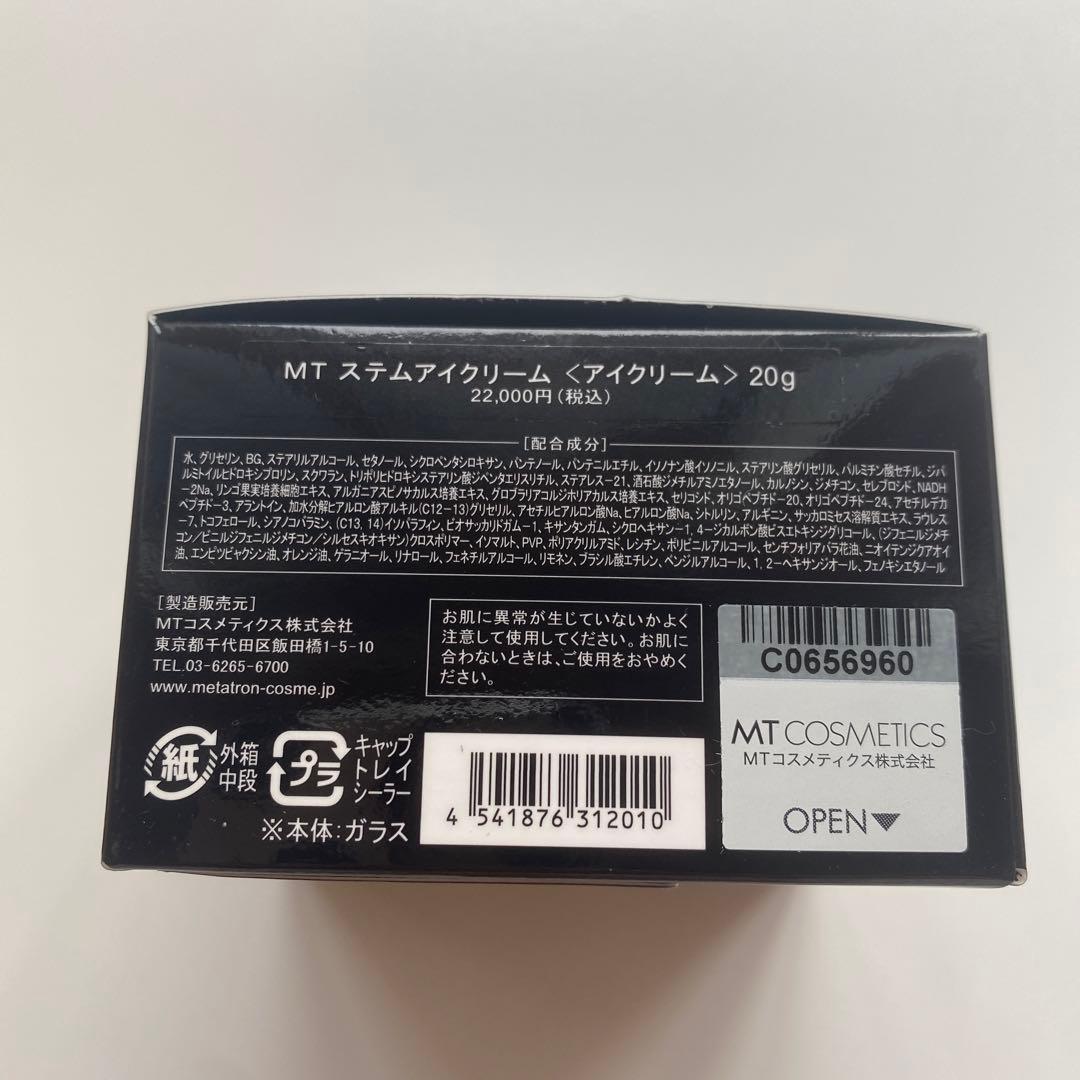 MT ステムアイクリーム〈アイクリーム〉20g
22,000円(税込)
[配合成分]
水、グリセリン、BG、ステアリルアルコール、セタノール、シクロペンタシロキサン、パンテノール、パンテニルエチル、イソノナン酸イソノニル、ステアリン酸グリセリル、パルミチン酸セチル、ジパ
ルミトイルヒドロキシプロリン、スクワラン、トリポリヒドロキシステアリン酸ジペンタエリスリチル、ステアレス-21、酒石酸ジメチルアミノエタノール、カルノシン、ジメチコン、セレブロシド、NADH
-2Na、リンゴ果実培養細胞エキス、アルガニアスピノサカルス培養エキス、グロブラリアコルジホリアカルス培養エキス、セリコシド、オリゴペプチド-20、オリゴペプチド-24、アセチルデカ
ペプチド-3、アラントイン、加水分解ヒアルロン酸アルキル(C12-13)グリセリル、アセチルヒアルロン酸Na、ヒアルロン酸Na、シトルリン、アルギニン、サッカロミセス溶解質エキス、ラウレス
-7、トコフェロール、シアノコバラミン、(C13, 14)イソパラフィン、ビオサッカリドガム-1、キサンタンガム、シクロヘキサン-1, 4-ジカルボン酸ビスエトキシジグリコール、(ジフェニルジメチ
コン/ビニルジフェニルジメチコン/シルセスキオキサン)クロスポリマー、イソマルト、PVP、ポリアクリルアミド、レシチン、ポリビニルアルコール、センチフォリアバラ花油、ニオイテンジクアオイ
油、エンピツビャクシン油、オレンジ油、ゲラニオール、リナロール、フェネチルアルコール、リモネン、ブラシル酸エチレン、ベンジルアルコール、1, 2-ヘキサンジオール、フェノキシエタノール
[製造販売元]
MTコスメティクス株式会社
東京都千代田区飯田橋1-5-10
TEL.03-6265-6700
www.metatron-cosme.jp
お肌に異常が生じていないかよく
注意して使用してください。お肌に
合わないときは、ご使用をおやめく
ださい。
C0656960
MT COSMETICS
MTコスメティクス株式会社
OPEN▼
紙 外箱
中段
プラ キャップ
トレイ
シーラー
※本体:ガラス
4 541876 312010